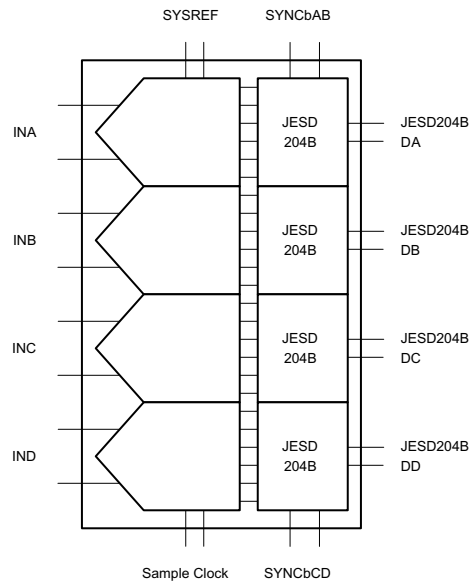 SYSREF SYNCbAB
INA
JESD
204B
JESD204B
DA
INB
JESD
204B
JESD204B
DB
INC
JESD
204B
JESD204B
DC
IND
JESD
204B
JESD204B
DD
Sample Clock SYNCbCD